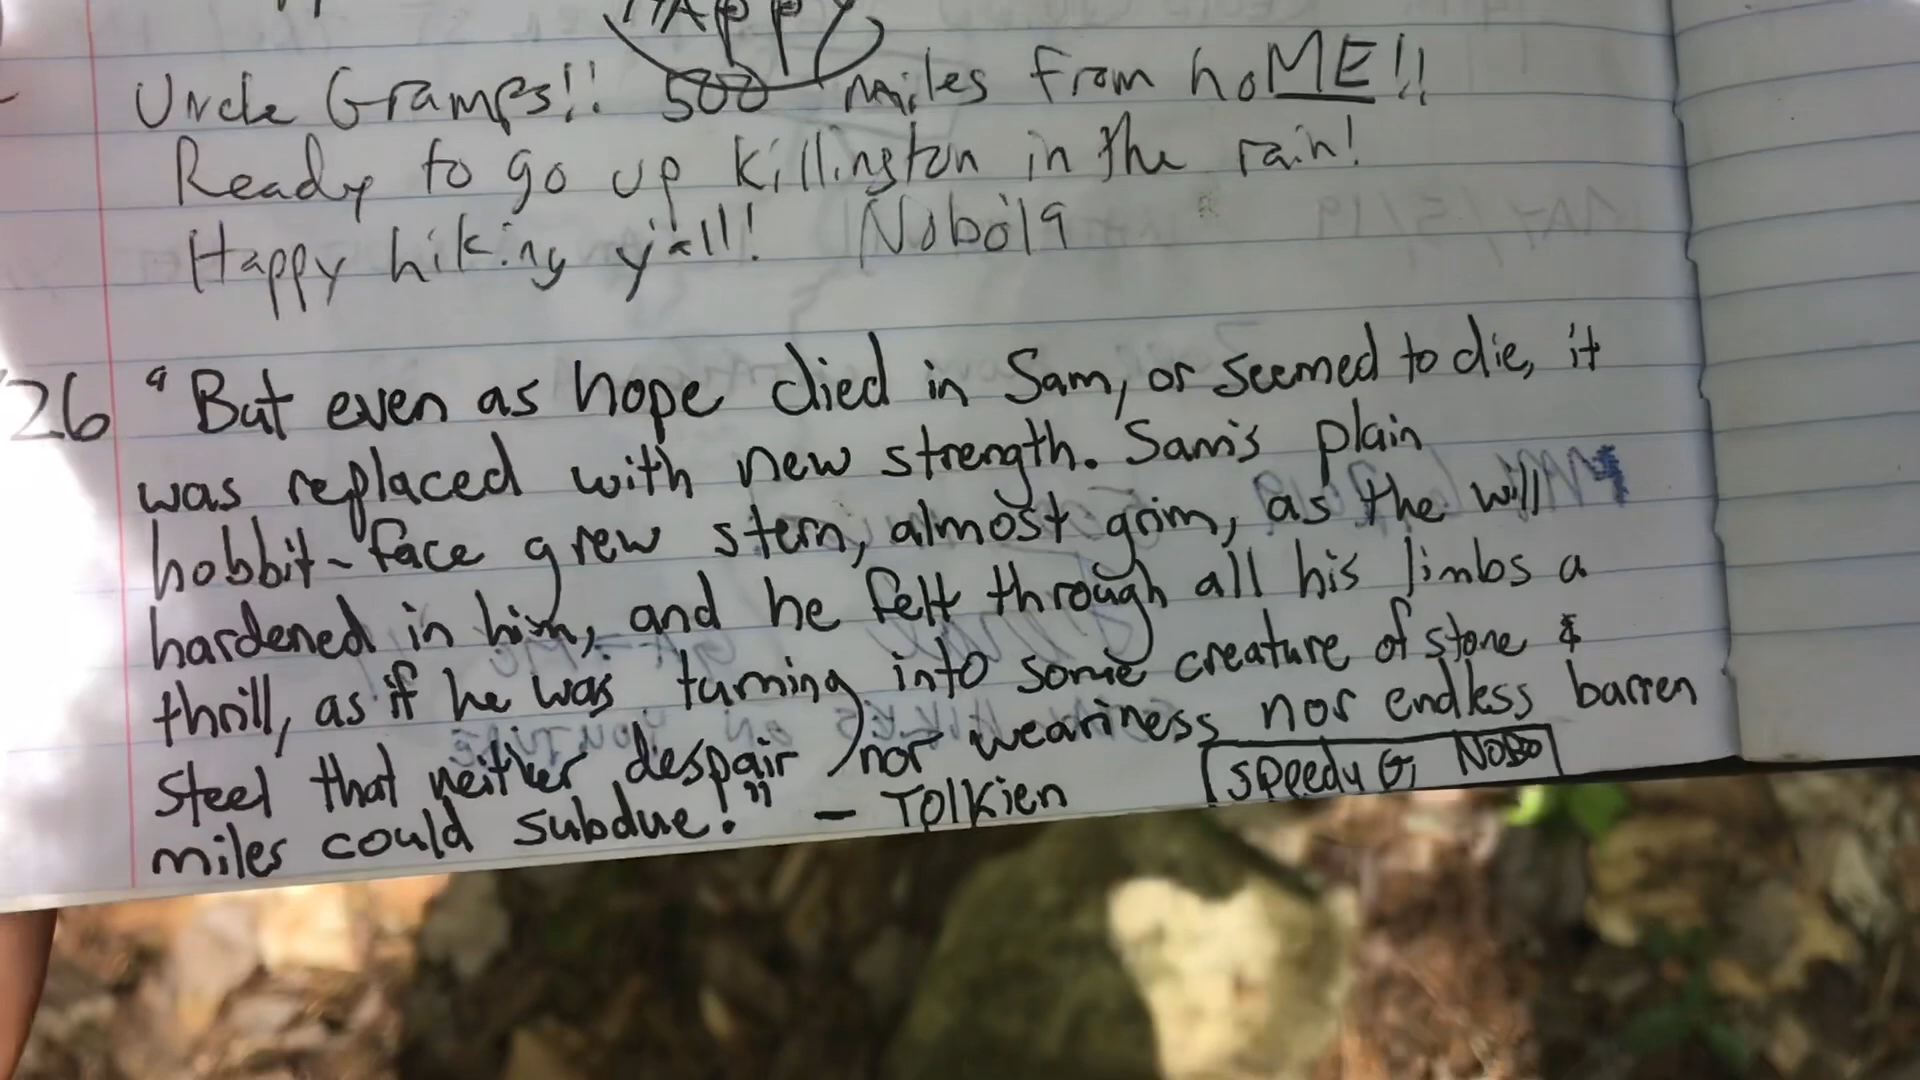 HAPPY
Uncle Gramps!! 500 miles from hoME!!
Ready to go up Killington in the rain!
Happy hiking y'all! Nobo'19
26 "But even as hope died in Sam, or seemed to die, it
was replaced with new strength. Sam's plain
hobbit-face grew stern, almost grim, as the will
hardened in him, and he felt through all his limbs a
thrill, as if he was turning into some creature of stone &
steel that neither despair nor weariness nor endless barren
miles could subdue!" - Tolkien
Speedy G, NOBO